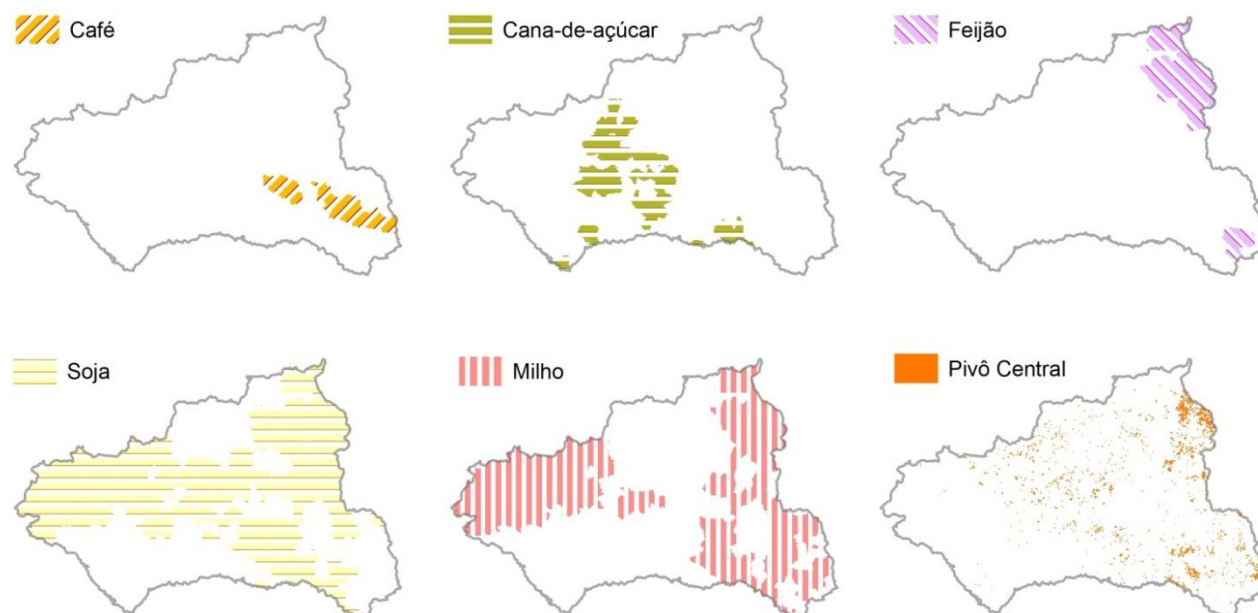 Café
Cana-de-açúcar
Feijão
Soja
Milho
Pivô Central